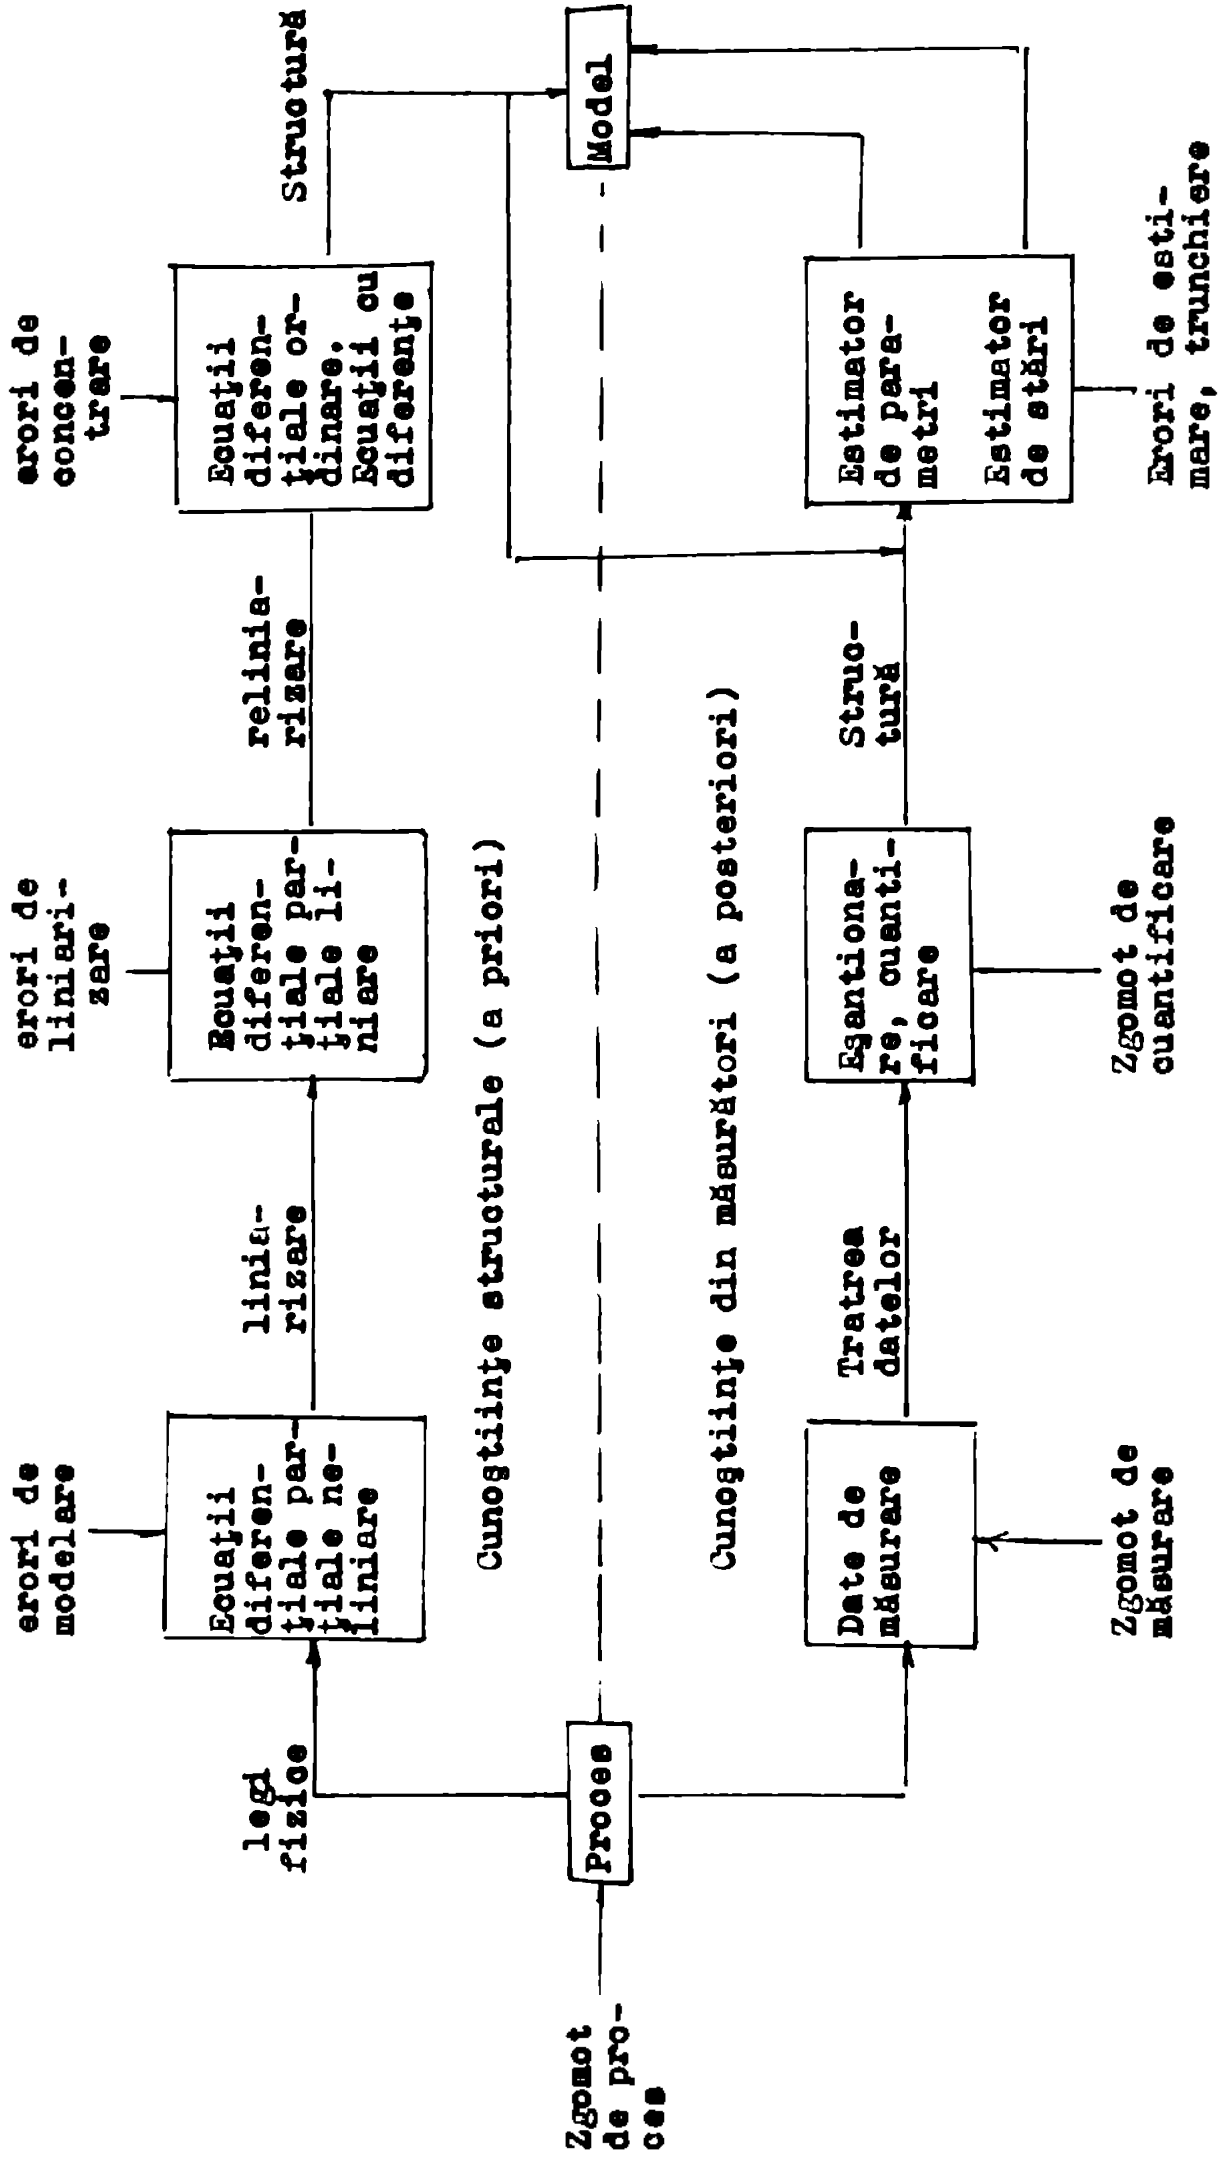 Zgomot
de pro-
ces
Proces
legi
fizice
erori de
modelare
Ecuaţii
diferen-
ţiale par-
ţiale ne-
liniare
linia-
rizare
erori de
liniari-
zare
Ecuaţii
diferen-
ţiale par-
ţiale li-
niare
relinia-
rizare
erori de
concen-
trare
Ecuaţii
diferen-
ţiale or-
dinare.
Ecuaţii cu
diferenţe
Structură
Model
Cunoştiinţe structurale (a priori)
Cunoştiinţe din măsurători (a posteriori)
Date de
măsurare
Zgomot de
măsurare
Tratrea
datelor
Eşantiona-
re, cuanti-
ficare
Zgomot de
cuantificare
Struc-
tură
Estimator
de para-
metri
Estimator
de stări
Erori de esti-
mare, trunchiere